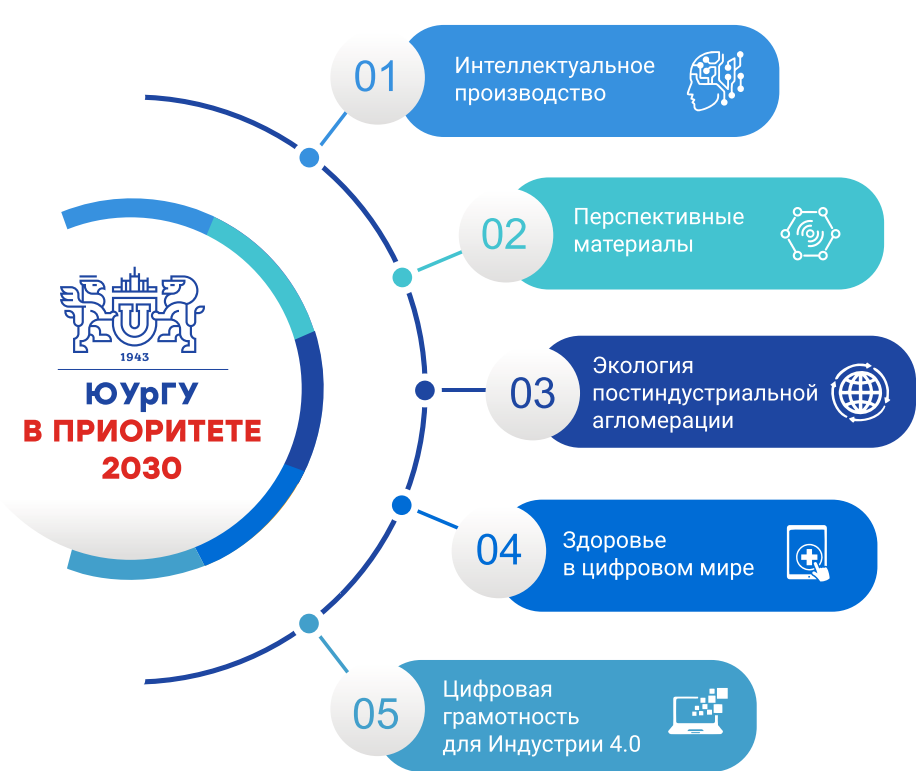 01
Интеллектуальное
производство
02
Перспективные
материалы
1943
ЮУрГУ
В ПРИОРИТЕТЕ
2030
03
Экология
постиндустриальной
агломерации
04
Здоровье
в цифровом мире
05
Цифровая
грамотность
для Индустрии 4.0